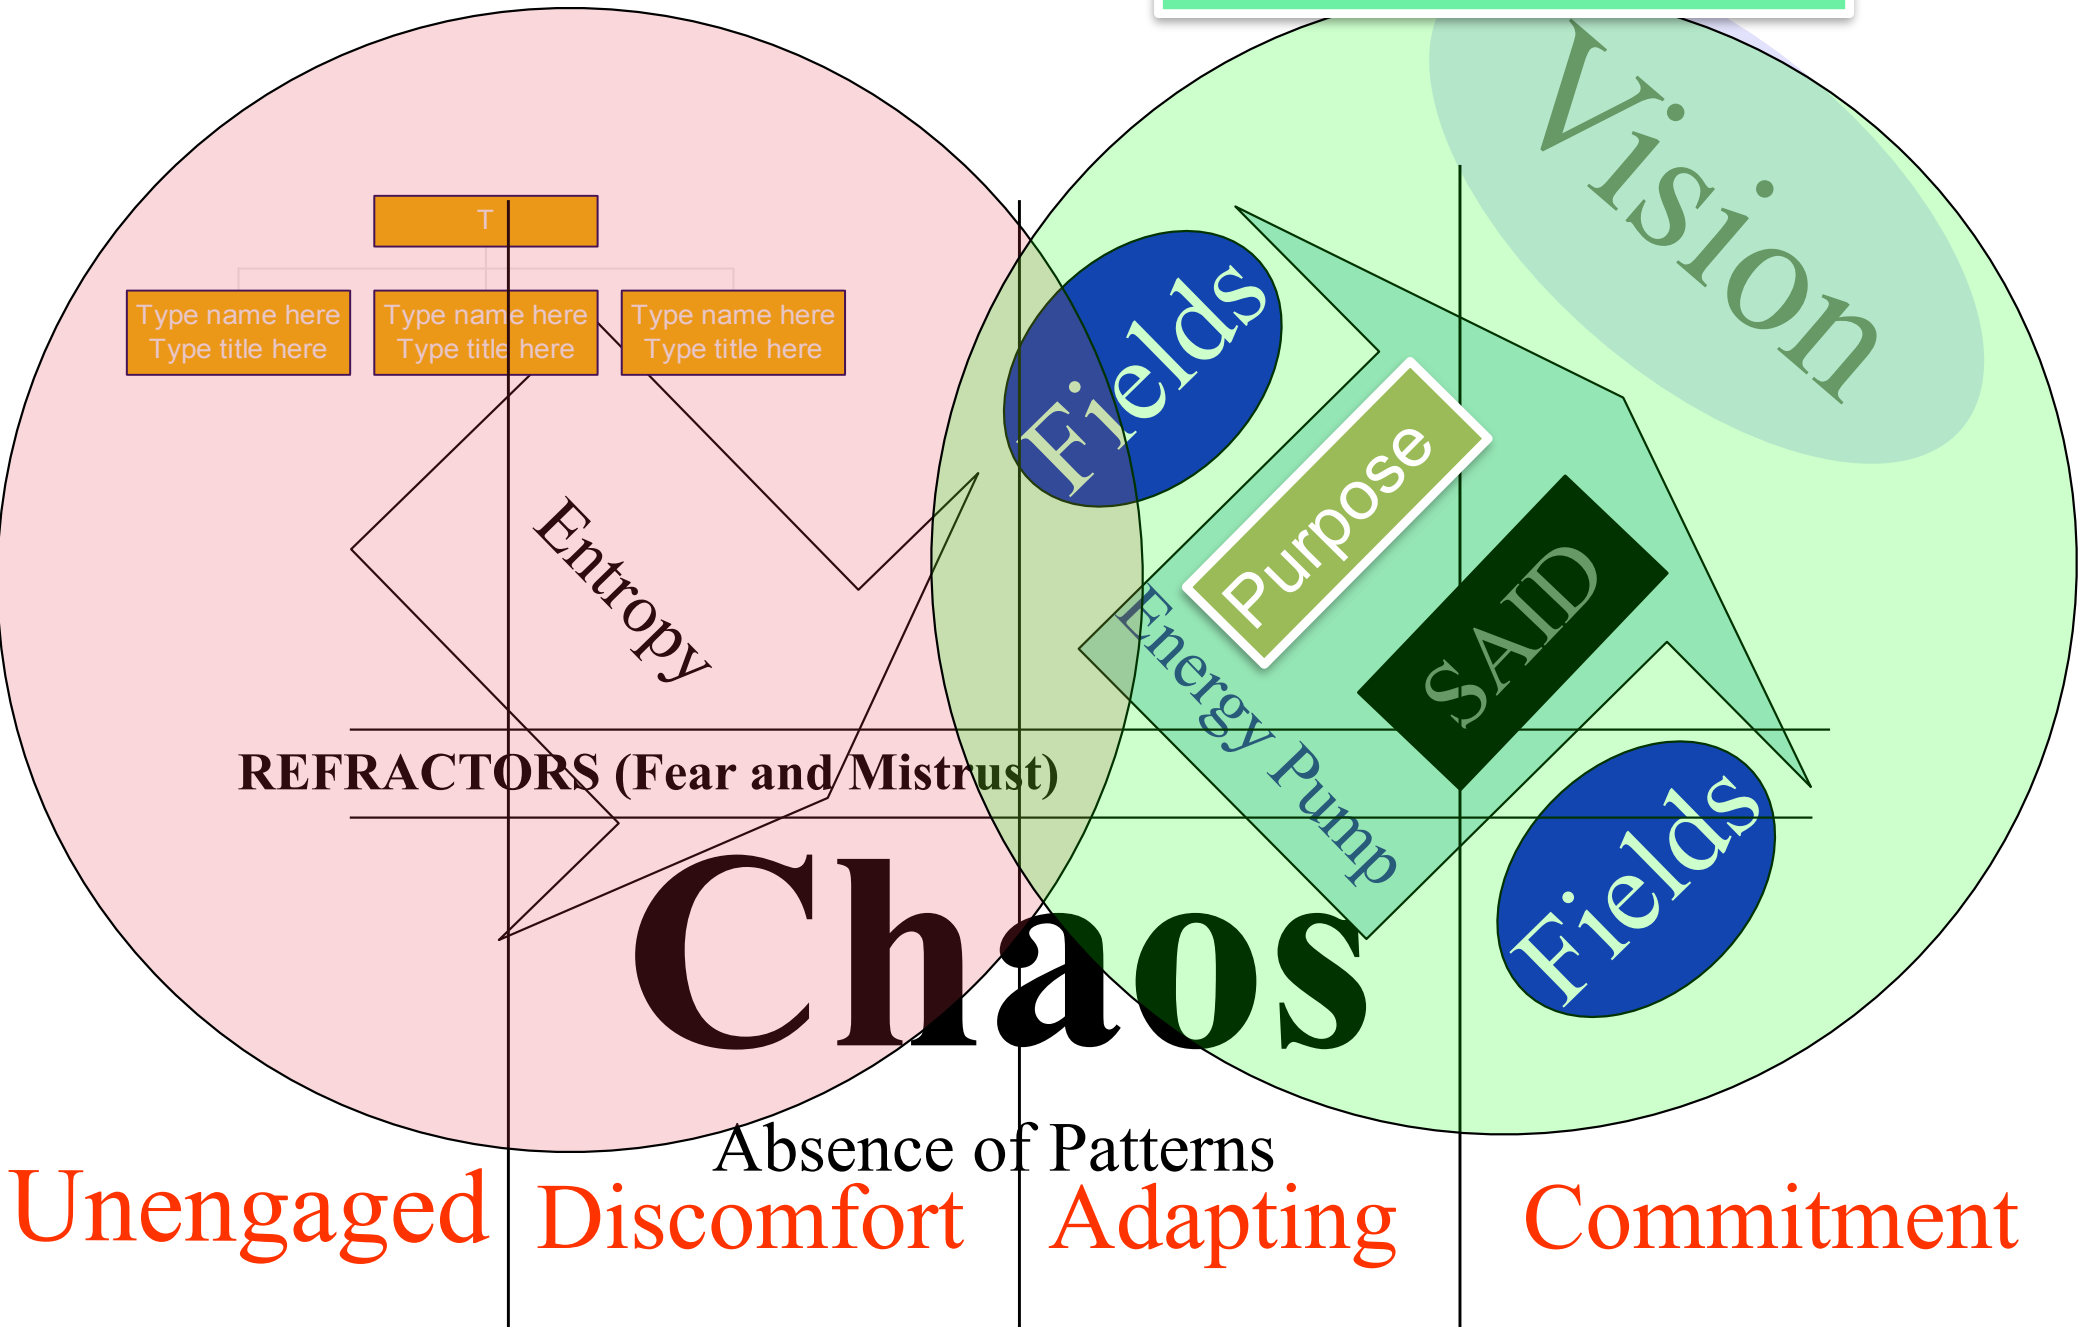 Vision
T
Type name here
Type title here
Type name here
Type title here
Type name here
Type title here
Fields
Purpose
Entropy
SAID
Energy Pump
REFRACTORS (Fear and Mistrust)
Fields
Chaos
Absence of Patterns
Unengaged
Discomfort
Adapting
Commitment